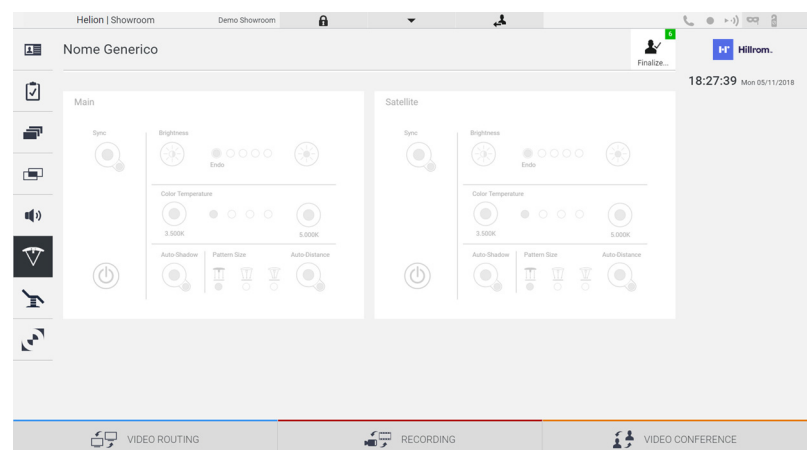 Helion | Showroom
Demo Showroom
Nome Generico
6
Finalize...
H
Hillrom.
18:27:39 Mon 05/11/2018
Main
Sync
Brightness
Endo
Color Temperature
3.500K
5.000K
Auto-Shadow
Pattern Size
Auto-Distance
Satellite
Sync
Brightness
Endo
Color Temperature
3.500K
5.000K
Auto-Shadow
Pattern Size
Auto-Distance
VIDEO ROUTING
RECORDING
VIDEO CONFERENCE